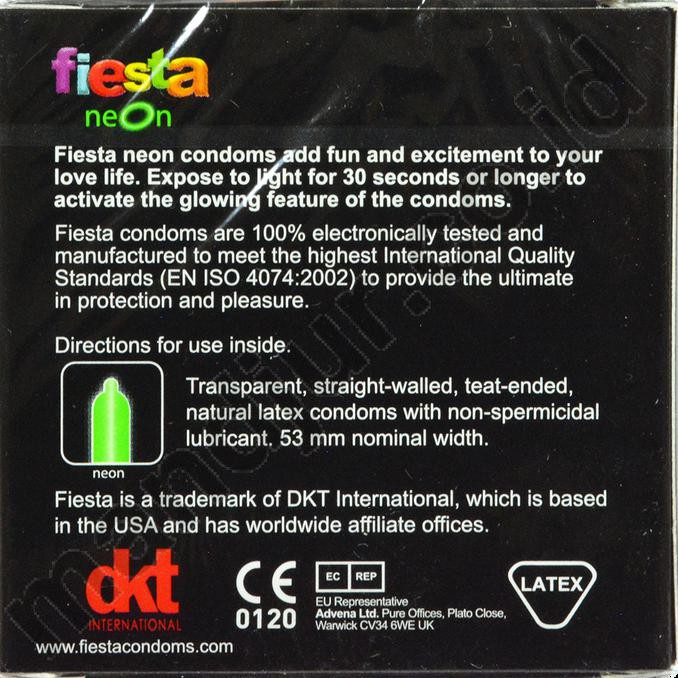 fiesta
neon
Fiesta neon condoms add fun and excitement to your
love life. Expose to light for 30 seconds or longer to
activate the glowing feature of the condoms.
Fiesta condoms are 100% electronically tested and
manufactured to meet the highest International Quality
Standards (EN ISO 4074:2002) to provide the ultimate
in protection and pleasure.
Directions for use inside.
Transparent, straight-walled, teat-ended,
natural latex condoms with non-spermicidal
lubricant. 53 mm nominal width.
neon
Fiesta is a trademark of DKT International, which is based
in the USA and has worldwide affiliate offices.
dkt
INTERNATIONAL
CE
0120
EC REP
EU Representative
Advena Ltd. Pure Offices, Plato Close,
Warwick CV34 6WE UK
LATEX
www.fiestacondoms.com
mandjur.co.id